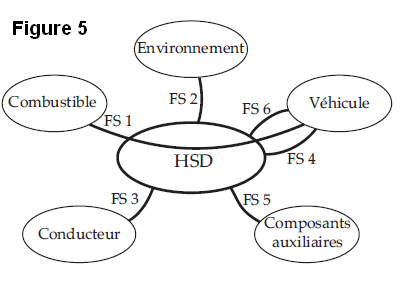 Figure 5
Environnement
Combustible
FS 2
FS 6
Véhicule
FS 1
HSD
FS 4
FS 3
FS 5
Conducteur
Composants
auxiliaires